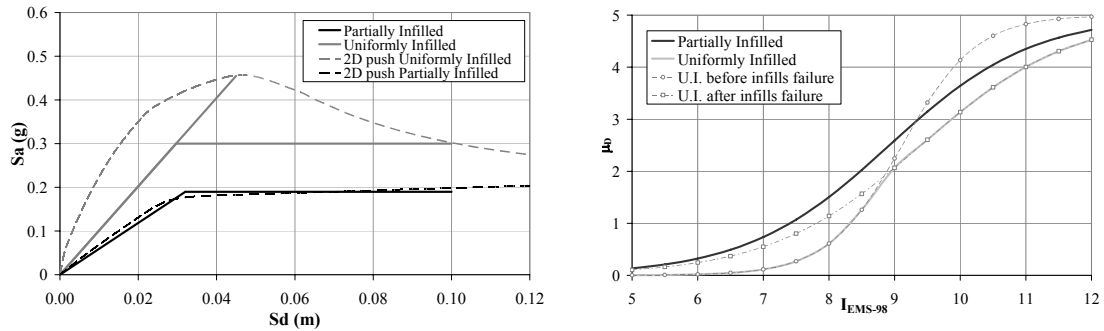 0.6
0.5
0.4
0.3
0.2
0.1
0
Sa (g)
0.00
0.02
0.04
0.06
0.08
0.10
0.12
Sd (m)
Partially Infilled
Uniformly Infilled
2D push Uniformly Infilled
2D push Partially Infilled
5
4
3
2
1
0
μD
5
6
7
8
9
10
11
12
IEMS-98
Partially Infilled
Uniformly Infilled
U.I. before infills failure
U.I. after infills failure